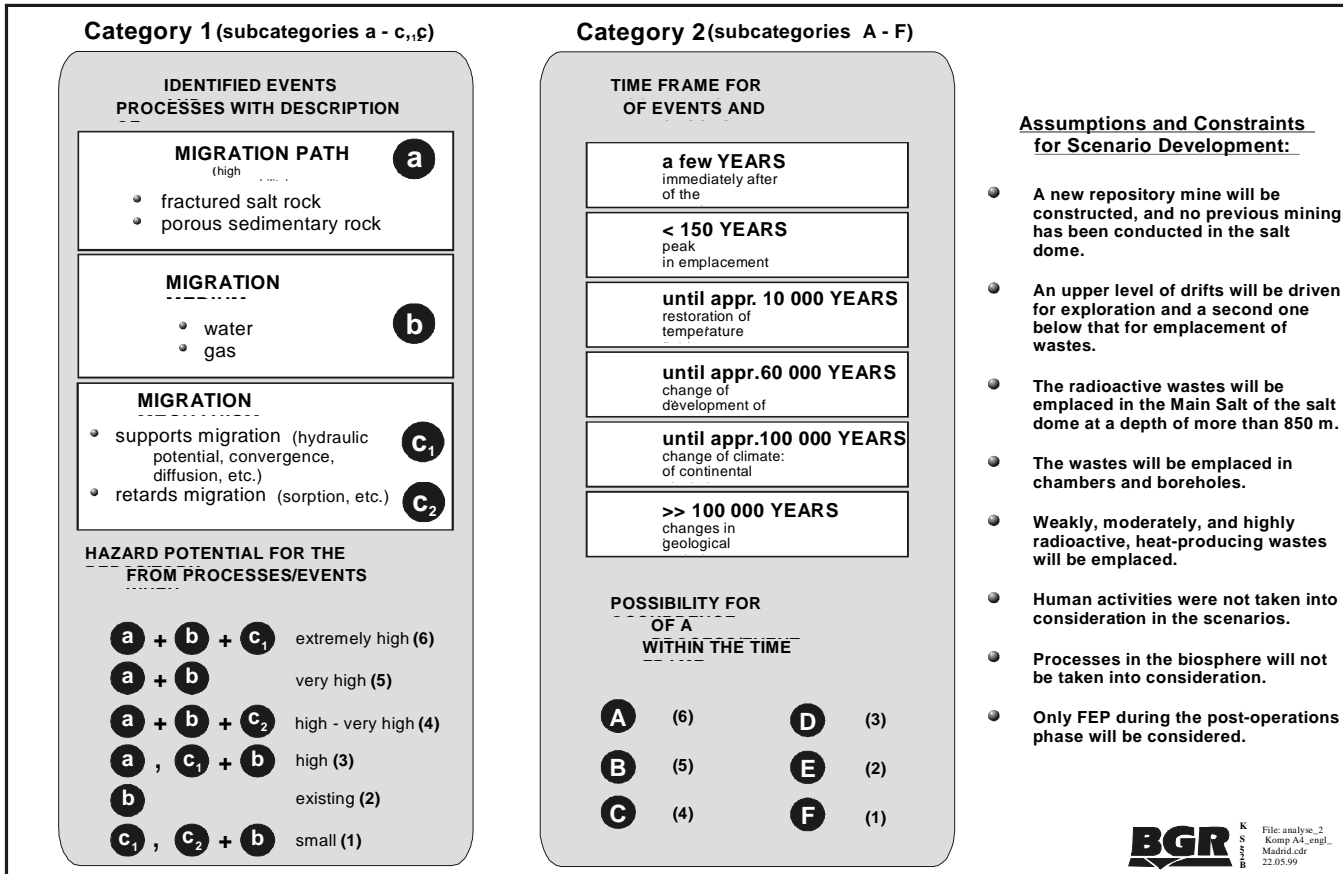 Category 1 (subcategories a - c,,c)
IDENTIFIED EVENTS
PROCESSES WITH DESCRIPTION
MIGRATION PATH
(high
a
fractured salt rock
porous sedimentary rock
MIGRATION
water
gas
b
MIGRATION
supports migration (hydraulic
potential, convergence,
diffusion, etc.)
c1
retards migration (sorption, etc.)
c2
HAZARD POTENTIAL FOR THE
FROM PROCESSES/EVENTS
a + b + c1 extremely high (6)
a + b very high (5)
a + b + c2 high - very high (4)
a , c1 + b high (3)
b existing (2)
c1 , c2 + b small (1)
Category 2 (subcategories A - F)
TIME FRAME FOR
OF EVENTS AND
a few YEARS
immediately after
of the
< 150 YEARS
peak
in emplacement
until appr. 10 000 YEARS
restoration of
temperature
until appr.60 000 YEARS
change of
development of
until appr.100 000 YEARS
change of climate:
of continental
>> 100 000 YEARS
changes in
geological
POSSIBILITY FOR
OF A
WITHIN THE TIME
A (6) D (3)
B (5) E (2)
C (4) F (1)
Assumptions and Constraints
for Scenario Development:
A new repository mine will be
constructed, and no previous mining
has been conducted in the salt
dome.
An upper level of drifts will be driven
for exploration and a second one
below that for emplacement of
wastes.
The radioactive wastes will be
emplaced in the Main Salt of the salt
dome at a depth of more than 850 m.
The wastes will be emplaced in
chambers and boreholes.
Weakly, moderately, and highly
radioactive, heat-producing wastes
will be emplaced.
Human activities were not taken into
consideration in the scenarios.
Processes in the biosphere will not
be taken into consideration.
Only FEP during the post-operations
phase will be considered.
BGR
File: analyse_2
Komp A4_engl_
Madrid.cdr
22.05.99